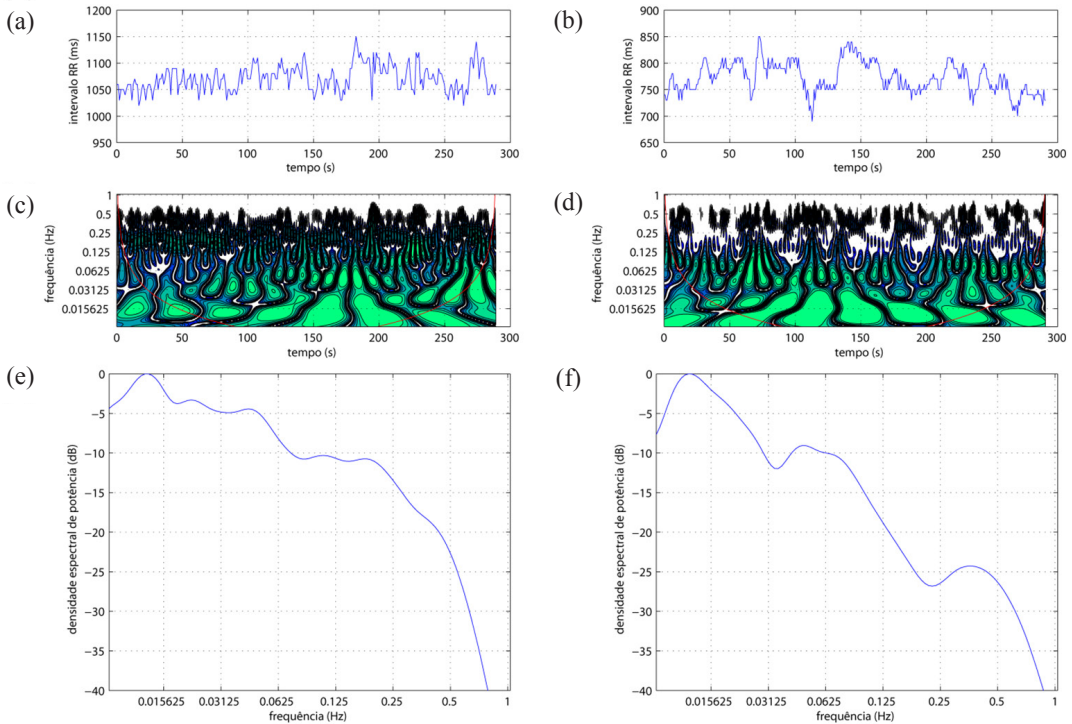 (a)
intervalo RR (ms)
1200
1150
1100
1050
1000
950
0 50 100 150 200 250 300
tempo (s)
(b)
intervalo RR (ms)
900
850
800
750
700
650
0 50 100 150 200 250 300
tempo (s)
(c)
frequência (Hz)
1
0.5
0.25
0.125
0.0625
0.03125
0.015625
0 50 100 150 200 250 300
tempo (s)
(d)
frequência (Hz)
1
0.5
0.25
0.125
0.0625
0.03125
0.015625
0 50 100 150 200 250 300
tempo (s)
(e)
densidade espectral de potência (dB)
0
−5
−10
−15
−20
−25
−30
−35
−40
0.015625 0.03125 0.0625 0.125 0.25 0.5 1
frequência (Hz)
(f)
densidade espectral de potência (dB)
0
−5
−10
−15
−20
−25
−30
−35
−40
0.015625 0.03125 0.0625 0.125 0.25 0.5 1
frequência (Hz)